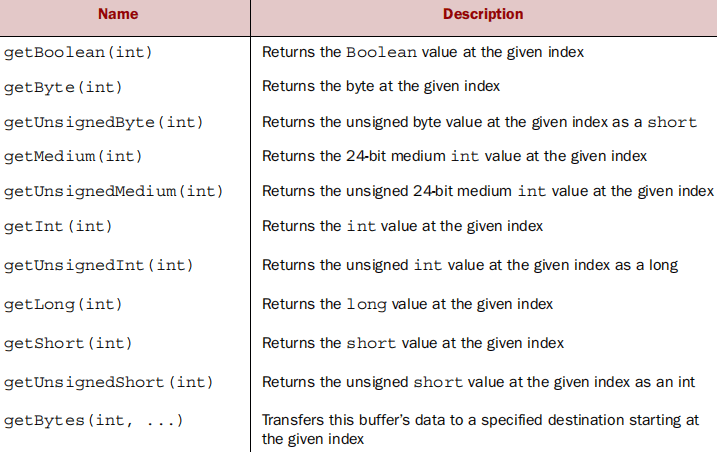 Name Description
getBoolean(int) Returns the Boolean value at the given index
getByte(int) Returns the byte at the given index
getUnsignedByte(int) Returns the unsigned byte value at the given index as a short
getMedium(int) Returns the 24-bit medium int value at the given index
getUnsignedMedium(int) Returns the unsigned 24-bit medium int value at the given index
getInt(int) Returns the int value at the given index
getUnsignedInt(int) Returns the unsigned int value at the given index as a long
getLong(int) Returns the long value at the given index
getShort(int) Returns the short value at the given index
getUnsignedShort(int) Returns the unsigned short value at the given index as an int
getBytes(int, ...) Transfers this buffer's data to a specified destination starting at
the given index